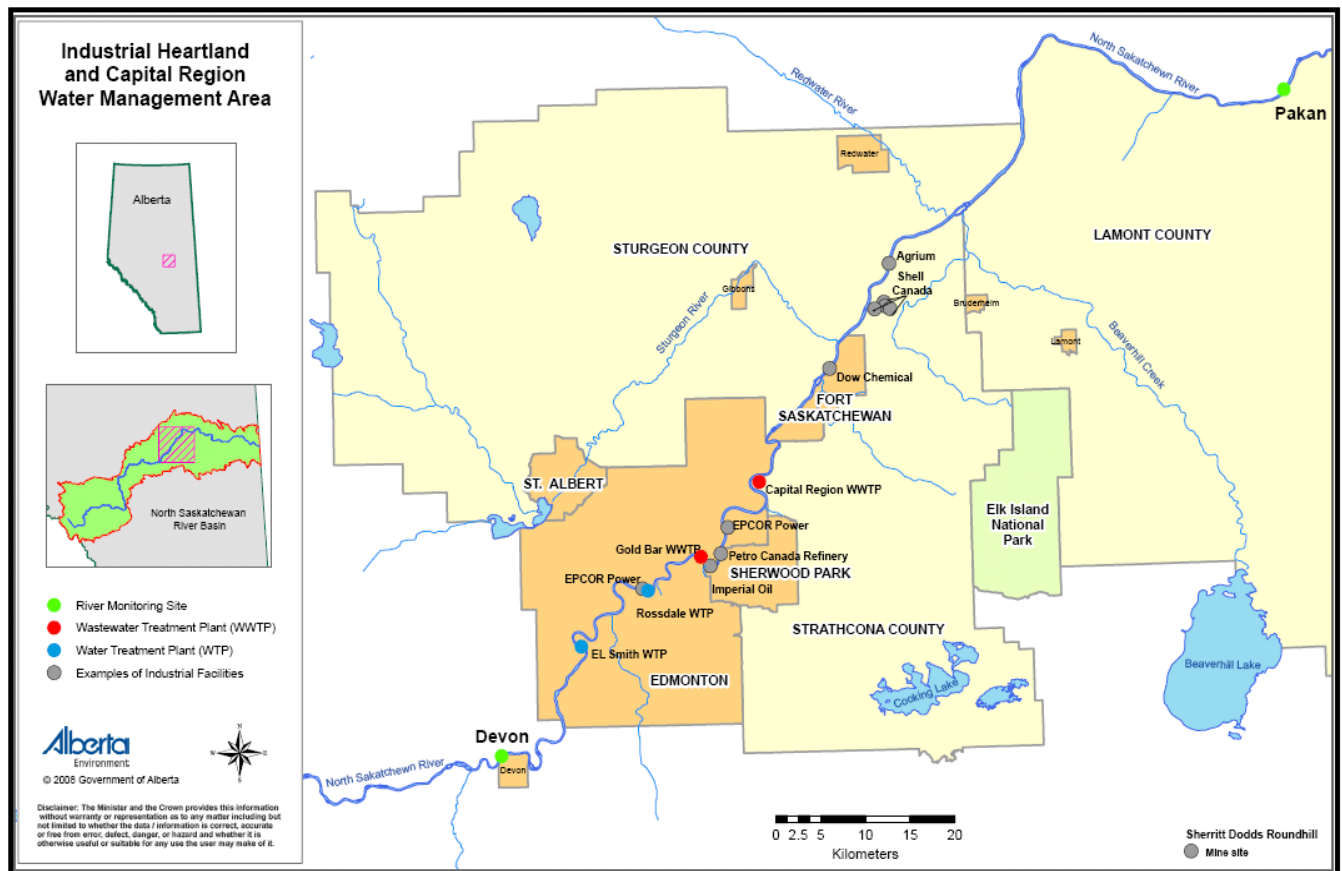 Industrial Heartland
and Capital Region
Water Management Area
Alberta
North Saskatchewan
River Basin
River Monitoring Site
Wastewater Treatment Plant (WWTP)
Water Treatment Plant (WTP)
Examples of Industrial Facilities
Alberta
Environment
N
W
E
S
© 2008 Government of Alberta
Disclaimer: The Minister and the Crown provides this information
without warranty or representation as to any matter including but
not limited to whether the data / information is correct, accurate
or free from error, defect, danger, or hazard and whether it is
otherwise useful or suitable for any use the user may make of it.
North Sakatchewn River
Redwater River
Pakan
Redwater
LAMONT COUNTY
STURGEON COUNTY
Agrium
Shell
Canada
Gibbons
Bruderheim
Sturgeon River
Lamont
Beaverhill Creek
Dow Chemical
FORT
SASKATCHEWAN
ST. ALBERT
Capital Region WWTP
Elk Island
National
Park
EPCOR Power
Gold Bar WWTP
Petro Canada Refinery
SHERWOOD PARK
EPCOR Power
Imperial Oil
Rossdale WTP
STRATHCONA COUNTY
EL Smith WTP
Beaverhill Lake
EDMONTON
Cooking Lake
Devon
Devon
North Sakatchewn River
0 2.5 5 10 15 20
Kilometers
Sherritt Dodds Roundhill
Mine site